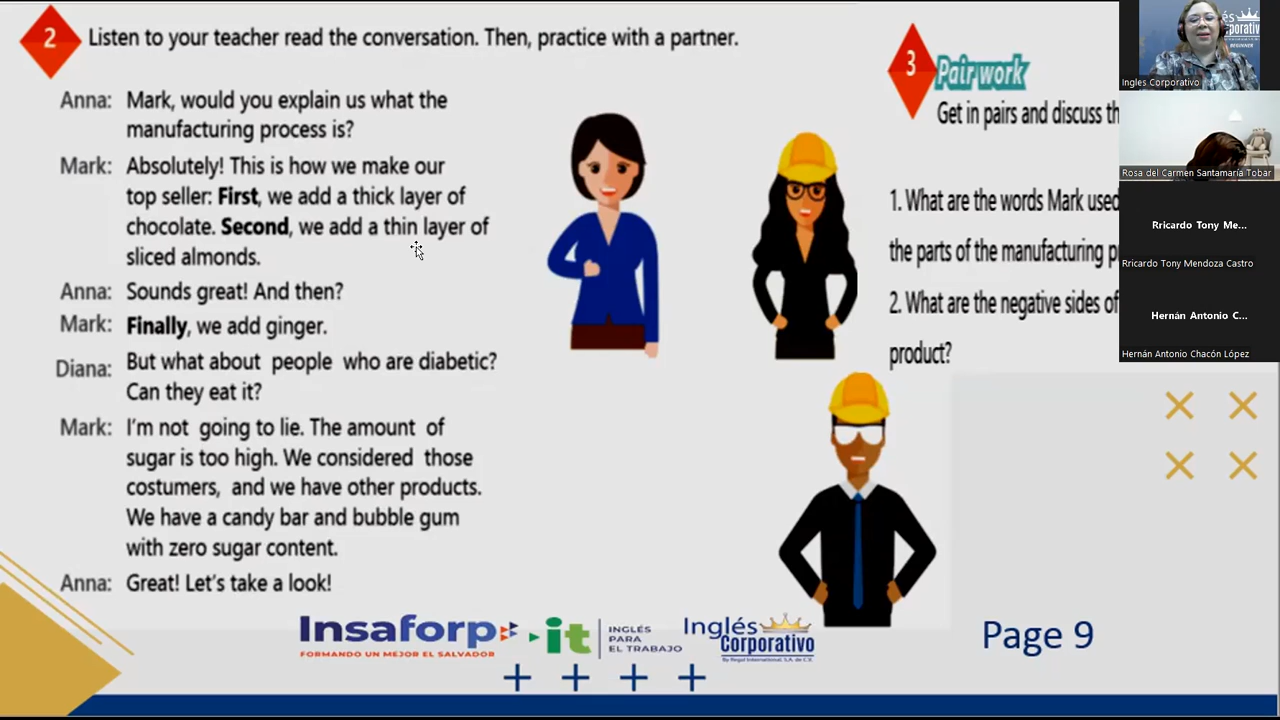 2 Listen to your teacher read the conversation. Then, practice with a partner.
Anna: Mark, would you explain us what the
manufacturing process is?
Mark: Absolutely! This is how we make our
top seller: First, we add a thick layer of
chocolate. Second, we add a thin layer of
sliced almonds.
Anna: Sounds great! And then?
Mark: Finally, we add ginger.
Diana: But what about people who are diabetic?
Can they eat it?
Mark: I'm not going to lie. The amount of
sugar is too high. We considered those
costumers, and we have other products.
We have a candy bar and bubble gum
with zero sugar content.
Anna: Great! Let's take a look!
3 Pair work
Get in pairs and discuss th
1. What are the words Mark used
the parts of the manufacturing p
2. What are the negative sides of
product?
Insaforp
FORMANDO UN MEJOR EL SALVADOR
it
INGLÉS
PARA
EL TRABAJO
Inglés
Corporativo
By Regal International, S.A. de C.V.
Page 9
Ingles Corporativo
Rosa del Carmen Santamaría Tobar
Rricardo Tony Me...
Rricardo Tony Mendoza Castro
Hernán Antonio C...
Hernán Antonio Chacón López